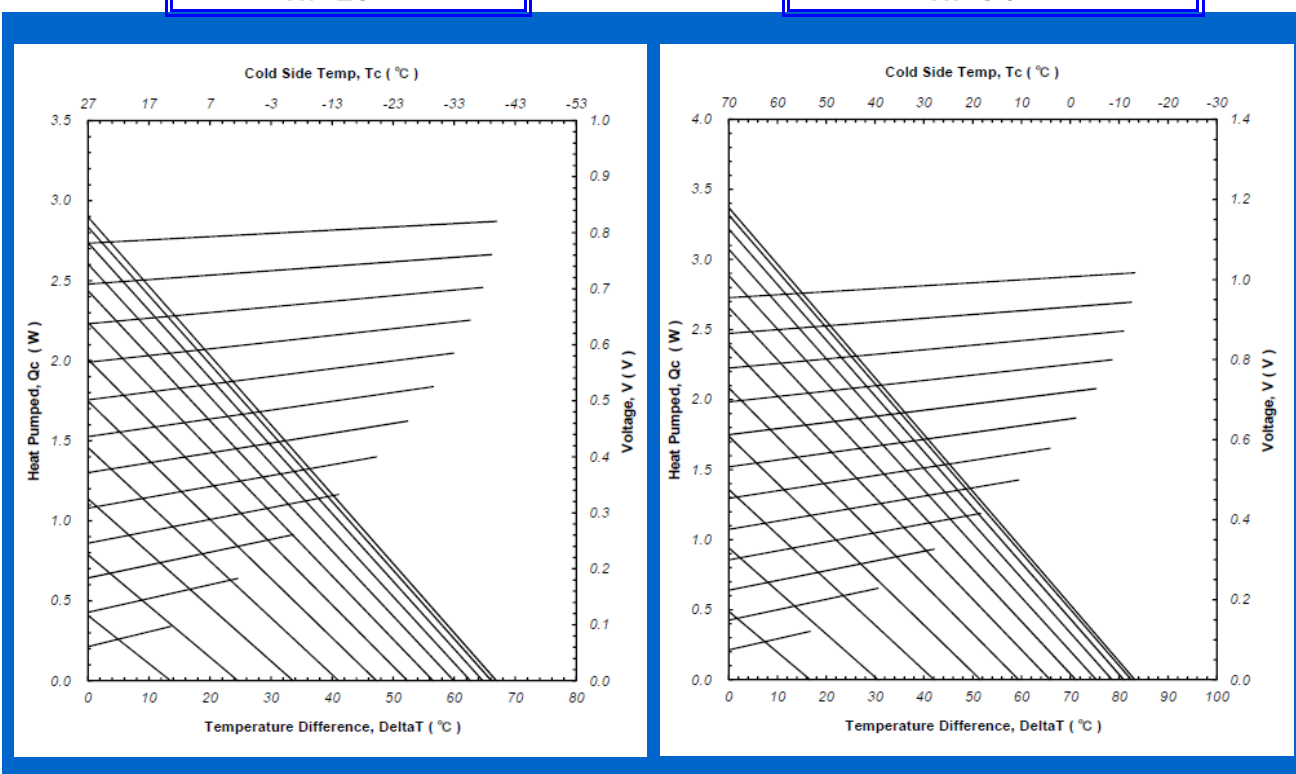 Cold Side Temp, Tc ( ℃ )
27 17 7 -3 -13 -23 -33 -43 -53
3.5 3.0 2.5 2.0 1.5 1.0 0.5 0.0
Heat Pumped, Qc ( W )
1.0 0.9 0.8 0.7 0.6 0.5 0.4 0.3 0.2 0.1 0.0
Voltage, V ( V )
0 10 20 30 40 50 60 70 80
Temperature Difference, DeltaT ( ℃ )
Cold Side Temp, Tc ( ℃ )
70 60 50 40 30 20 10 0 -10 -20 -30
4.0 3.5 3.0 2.5 2.0 1.5 1.0 0.5 0.0
Heat Pumped, Qc ( W )
1.4 1.2 1.0 0.8 0.6 0.4 0.2 0.0
Voltage, V ( V )
0 10 20 30 40 50 60 70 80 90 100
Temperature Difference, DeltaT ( ℃ )